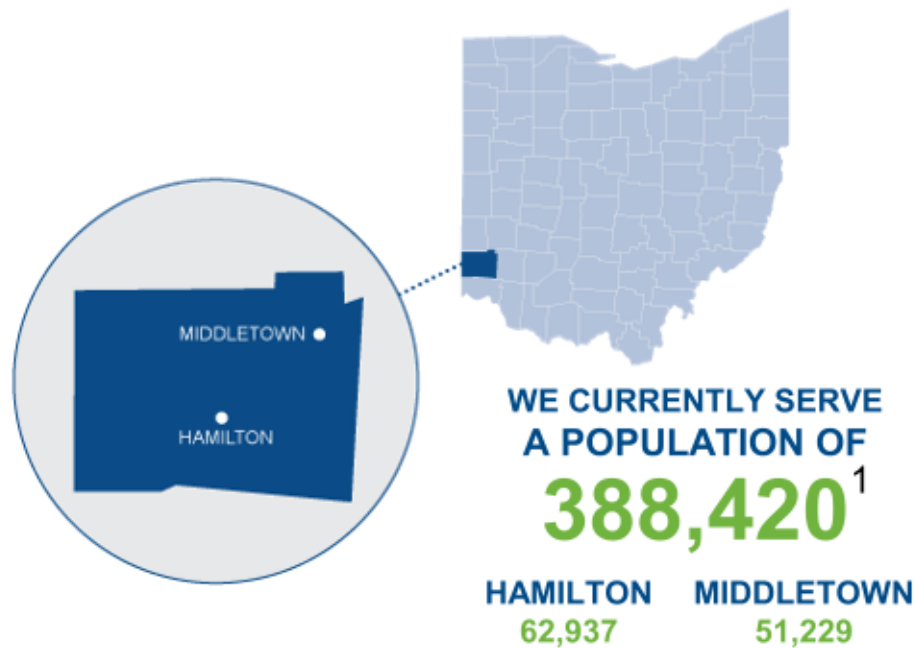 MIDDLETOWN
HAMILTON
WE CURRENTLY SERVE
A POPULATION OF
388,420¹
HAMILTON MIDDLETOWN
62,937 51,229